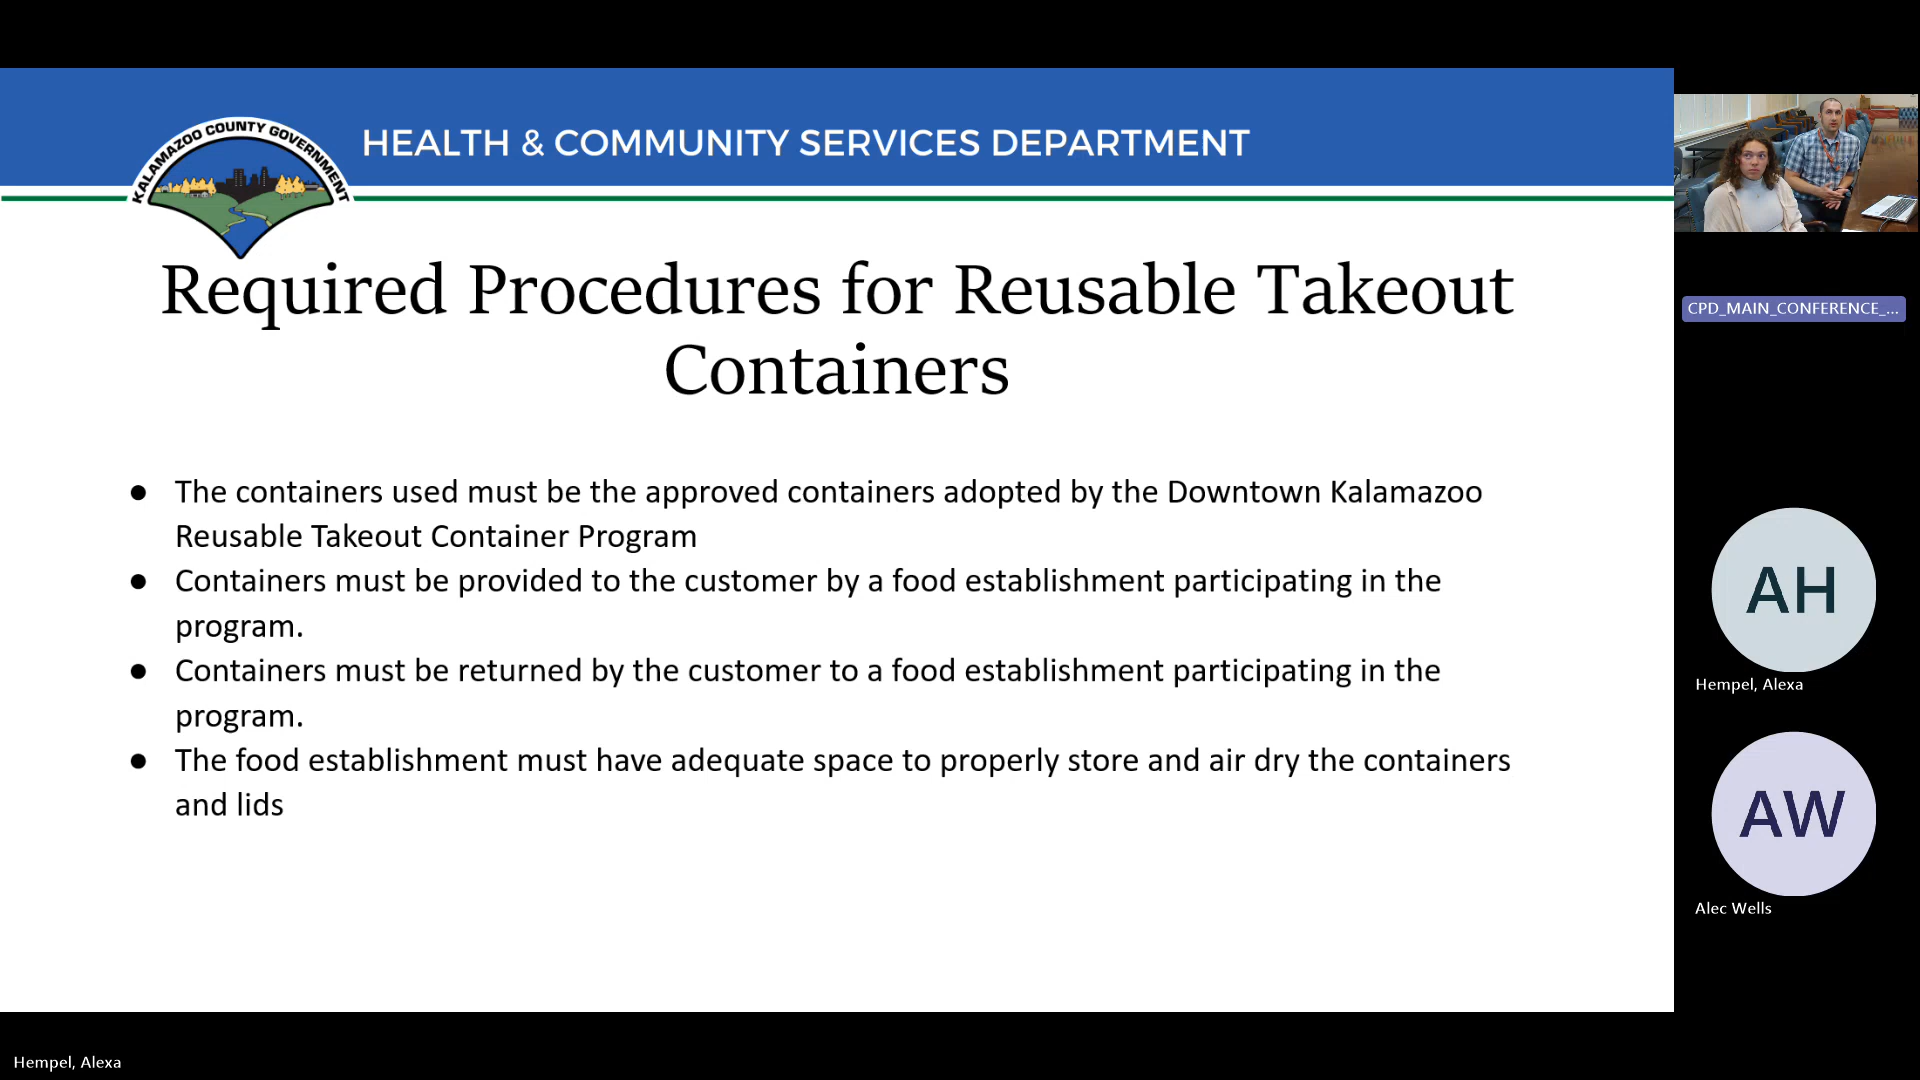 KALAMAZOO COUNTY GOVERNMENT
HEALTH & COMMUNITY SERVICES DEPARTMENT
Required Procedures for Reusable Takeout
Containers
● The containers used must be the approved containers adopted by the Downtown Kalamazoo
Reusable Takeout Container Program
● Containers must be provided to the customer by a food establishment participating in the
program.
● Containers must be returned by the customer to a food establishment participating in the
program.
● The food establishment must have adequate space to properly store and air dry the containers
and lids
CPD_MAIN_CONFERENCE_...
AH
Hempel, Alexa
AW
Alec Wells
Hempel, Alexa